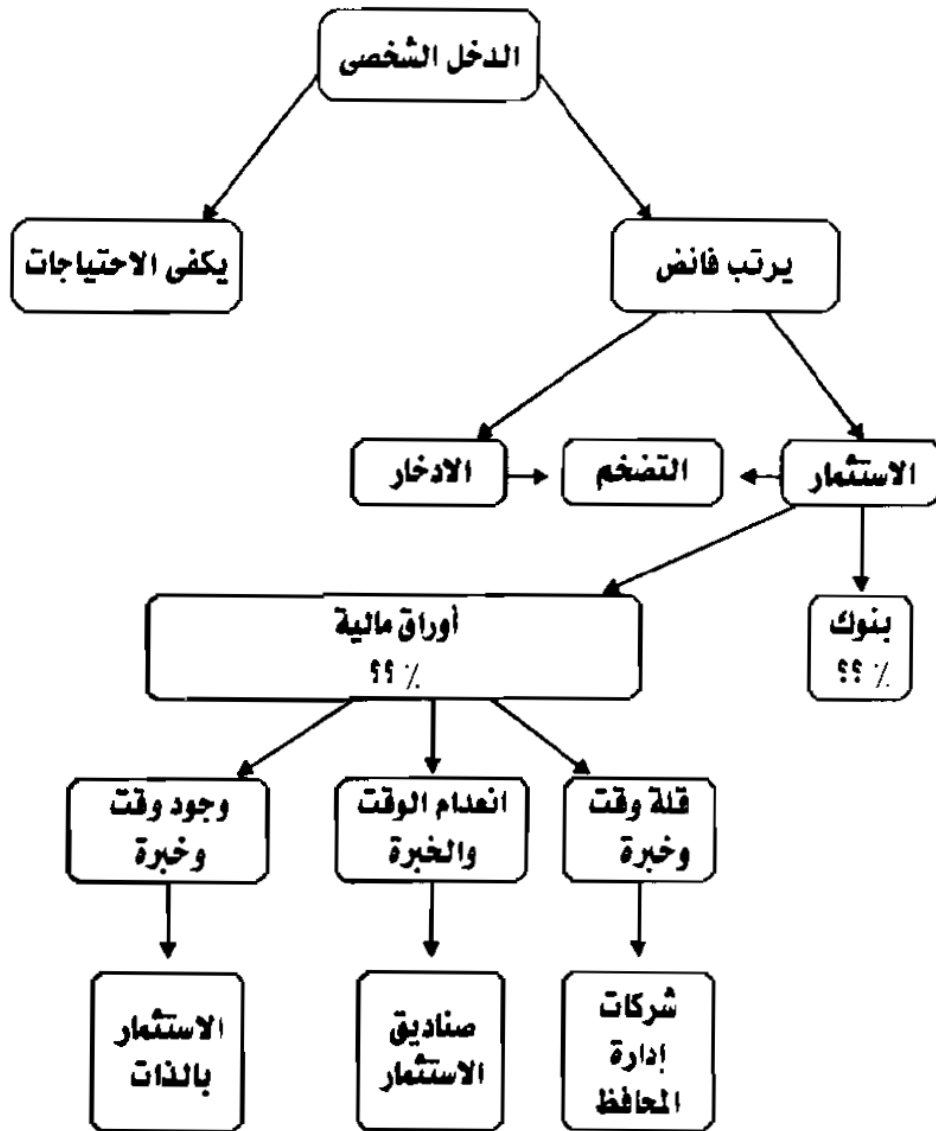 الدخل الشخصى
يرتب فائض
يكفى الاحتياجات
الاستثمار
التضخم
الادخار
بنوك
٪ ؟؟
أوراق مالية
٪ ؟؟
قلة وقت
وخبرة
انعدام الوقت
والخبرة
وجود وقت
وخبرة
شركات
إدارة
المحافظ
صناديق
الاستثمار
الاستثمار
بالذات